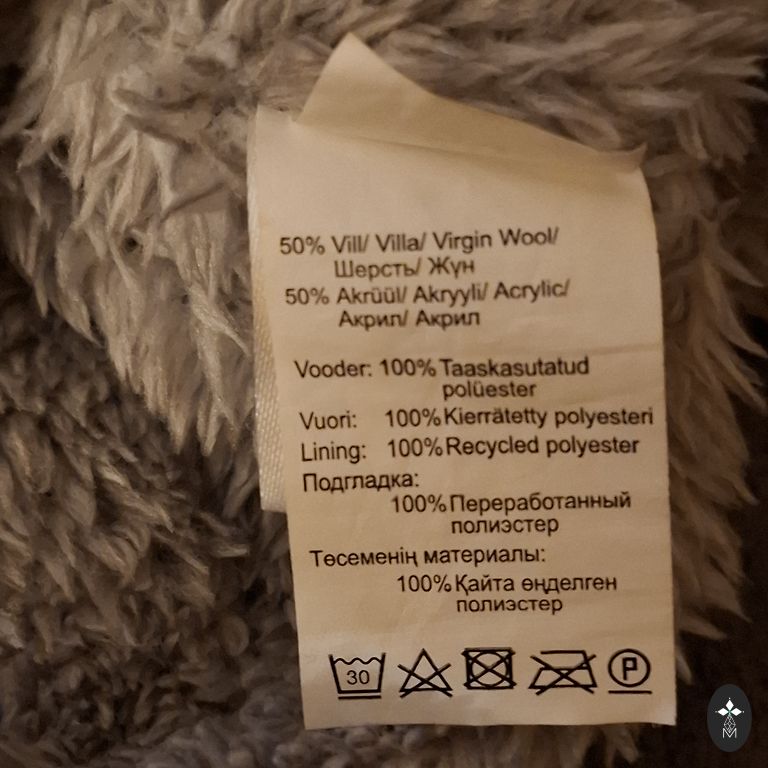 50% Vill/ Villa/ Virgin Wool/
Шерсть/ Жүн
50% Akrüül/ Akryyli/ Acrylic/
Акрил/ Акрил
Vooder: 100% Taaskasutatud
polüester
Vuori: 100% Kierrätetty polyesteri
Lining: 100% Recycled polyester
Подгладка:
100% Переработанный
полиэстер
Төсеменің материалы:
100% Қайта өңделген
полиэстер
30 P
M